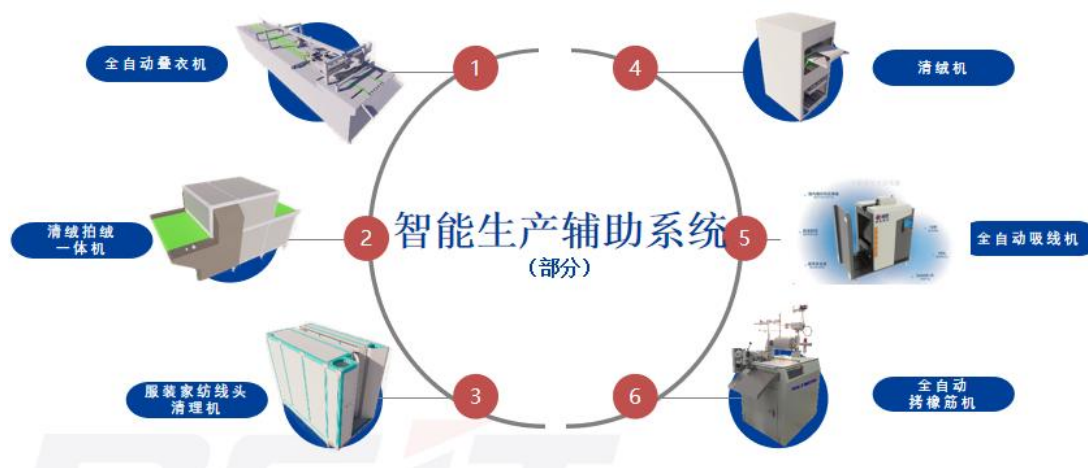 全自动叠衣机
1
清绒拍绒
一体机
2
服装家纺线头
清理机
3
智能生产辅助系统
（部分）
4
清绒机
5
全自动吸线机
6
全自动
拷橡筋机